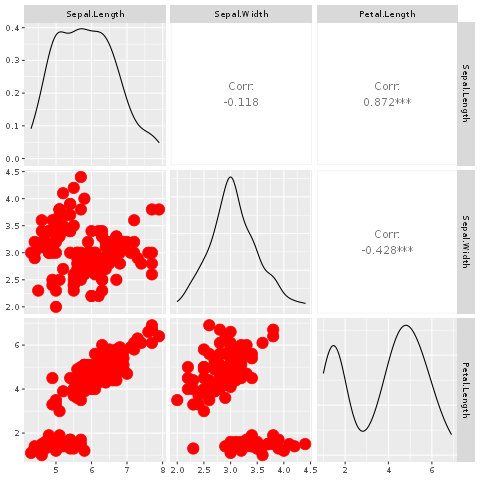 Sepal.Length Sepal.Width Petal.Length
0.4
0.3
0.2
0.1
0.0
Corr:
-0.118
Corr:
0.872***
Sepal.Length
4.5
4.0
3.5
3.0
2.5
2.0
Corr:
-0.428***
Sepal.Width
6
4
2
Petal.Length
5 6 7 8 2.0 2.5 3.0 3.5 4.0 4.5 2 4 6